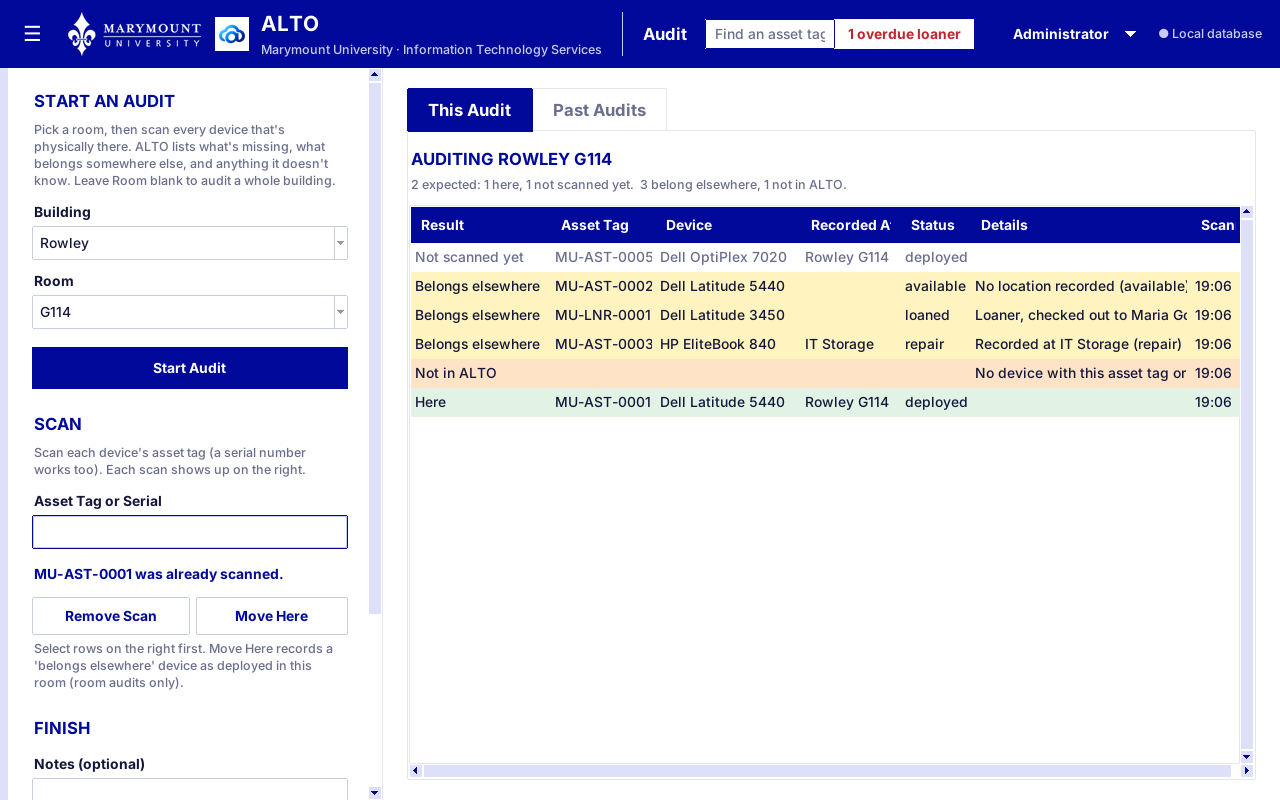 MARYMOUNT
UNIVERSITY
ALTO
Marymount University · Information Technology Services
Audit
Find an asset tag
1 overdue loaner
Administrator
Local database
START AN AUDIT
Pick a room, then scan every device that's
physically there. ALTO lists what's missing, what
belongs somewhere else, and anything it doesn't
know. Leave Room blank to audit a whole building.
Building
Rowley
Room
G114
Start Audit
SCAN
Scan each device's asset tag (a serial number
works too). Each scan shows up on the right.
Asset Tag or Serial
MU-AST-0001 was already scanned.
Remove Scan Move Here
Select rows on the right first. Move Here records a
'belongs elsewhere' device as deployed in this
room (room audits only).
FINISH
Notes (optional)
This Audit Past Audits
AUDITING ROWLEY G114
2 expected: 1 here, 1 not scanned yet. 3 belong elsewhere, 1 not in ALTO.
Result Asset Tag Device Recorded At Status Details Scan
Not scanned yet MU-AST-0005 Dell OptiPlex 7020 Rowley G114 deployed
Belongs elsewhere MU-AST-0002 Dell Latitude 5440 available No location recorded (available) 19:06
Belongs elsewhere MU-LNR-0001 Dell Latitude 3450 loaned Loaner, checked out to Maria Go 19:06
Belongs elsewhere MU-AST-0003 HP EliteBook 840 IT Storage repair Recorded at IT Storage (repair) 19:06
Not in ALTO No device with this asset tag or 19:06
Here MU-AST-0001 Dell Latitude 5440 Rowley G114 deployed 19:06